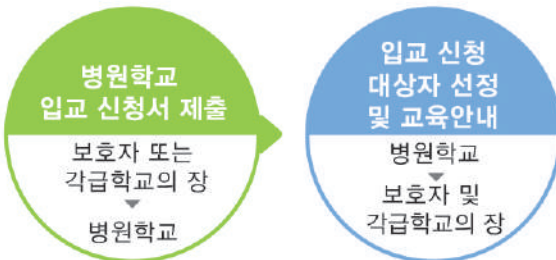 병원학교
입교 신청서 제출
보호자 또는
각급학교의 장
병원학교
입교 신청
대상자 선정
및 교육안내
병원학교
보호자 및
각급학교의 장